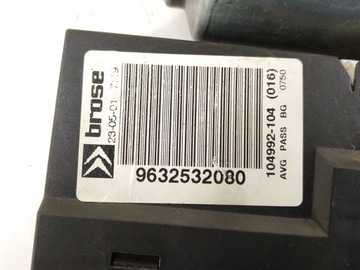 brose
23-05-01
9632532080
104992-104 (016)
AVG PASS BG 0750